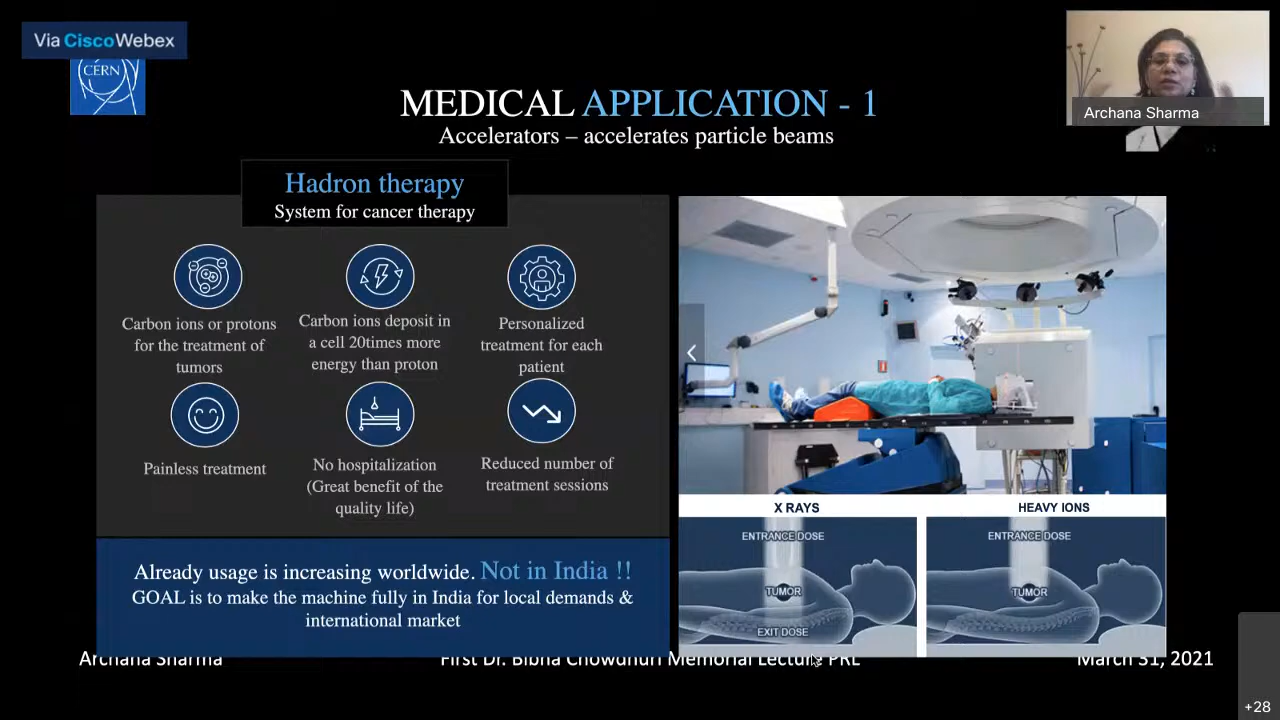 Via CiscoWebex
CERN
MEDICAL APPLICATION - 1
Accelerators – accelerates particle beams
Archana Sharma
Hadron therapy
System for cancer therapy
Carbon ions or protons
for the treatment of
tumors
Carbon ions deposit in
a cell 20times more
energy than proton
Personalized
treatment for each
patient
Painless treatment
No hospitalization
(Great benefit of the
quality life)
Reduced number of
treatment sessions
Already usage is increasing worldwide. Not in India !!
GOAL is to make the machine fully in India for local demands &
international market
X RAYS
ENTRANCE DOSE
TUMOR
EXIT DOSE
HEAVY IONS
ENTRANCE DOSE
TUMOR
Archana Sharma
First Dr. Bibha Chowdhuri Memorial Lecture PRL
March 31, 2021
+28